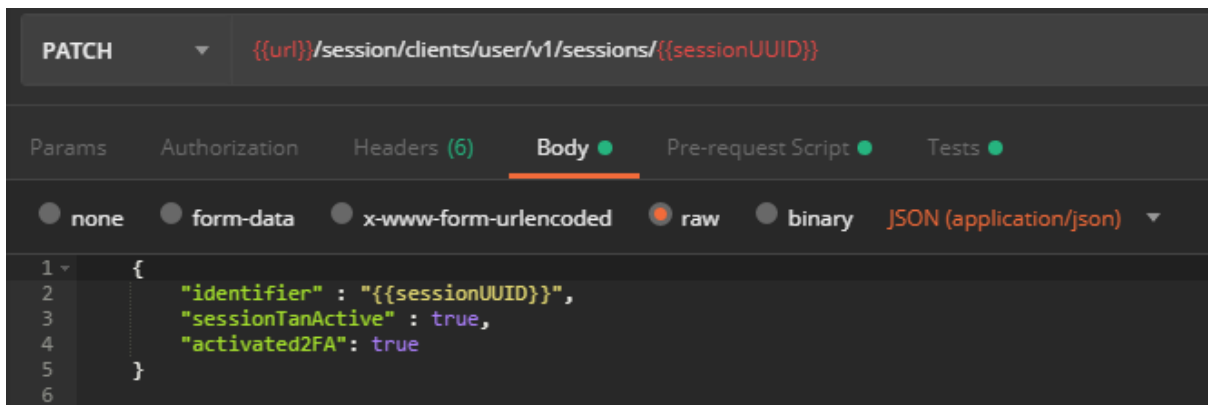 PATCH {{url}}/session/clients/user/v1/sessions/{{sessionUUID}}
Params Authorization Headers (6) Body Pre-request Script Tests
none form-data x-www-form-urlencoded raw binary JSON (application/json)
1 {
2 "identifier" : "{{sessionUUID}}",
3 "sessionTanActive" : true,
4 "activated2FA": true
5 }
6